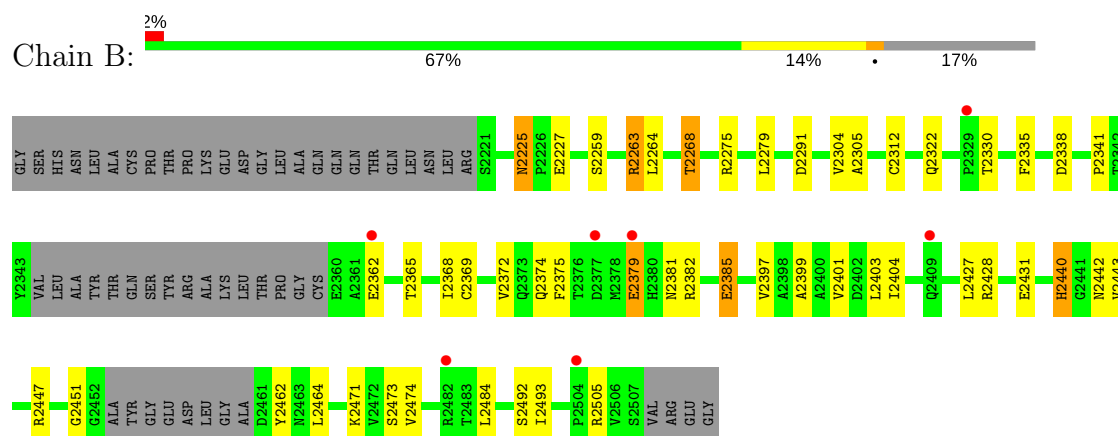 2%
Chain B:
67% 14% • 17%
GLY SER HIS ASN LEU ALA CYS PRO THR PRO LYS GLU ASP GLY LEU ALA GLN GLN GLN THR GLN LEU ASN LEU ARG S2221 N2225 P2226 E2227 S2259 R2263 L2264 T2268 R2275 L2279 D2291 V2304 A2305 C2312 Q2322 P2329 T2330 F2335 D2338 P2341 T2342
Y2343 VAL LEU ALA TYR THR GLN SER TYR ARG ALA LYS LEU THR PRO GLY CYS E2360 A2361 E2362 T2365 I2368 C2369 V2372 Q2373 Q2374 F2375 T2376 D2377 M2378 E2379 H2380 N2381 R2382 E2385 V2397 A2398 A2399 A2400 V2401 D2402 L2403 I2404 Q2409 L2427 R2428 E2431 H2440 G2441 N2442 V2443
R2447 G2451 G2452 ALA TYR GLY GLU ASP LEU GLY ALA D2461 Y2462 N2463 L2464 K2471 V2472 S2473 V2474 R2482 T2483 L2484 S2492 I2493 P2504 R2505 V2506 S2507 VAL ARG GLU GLY